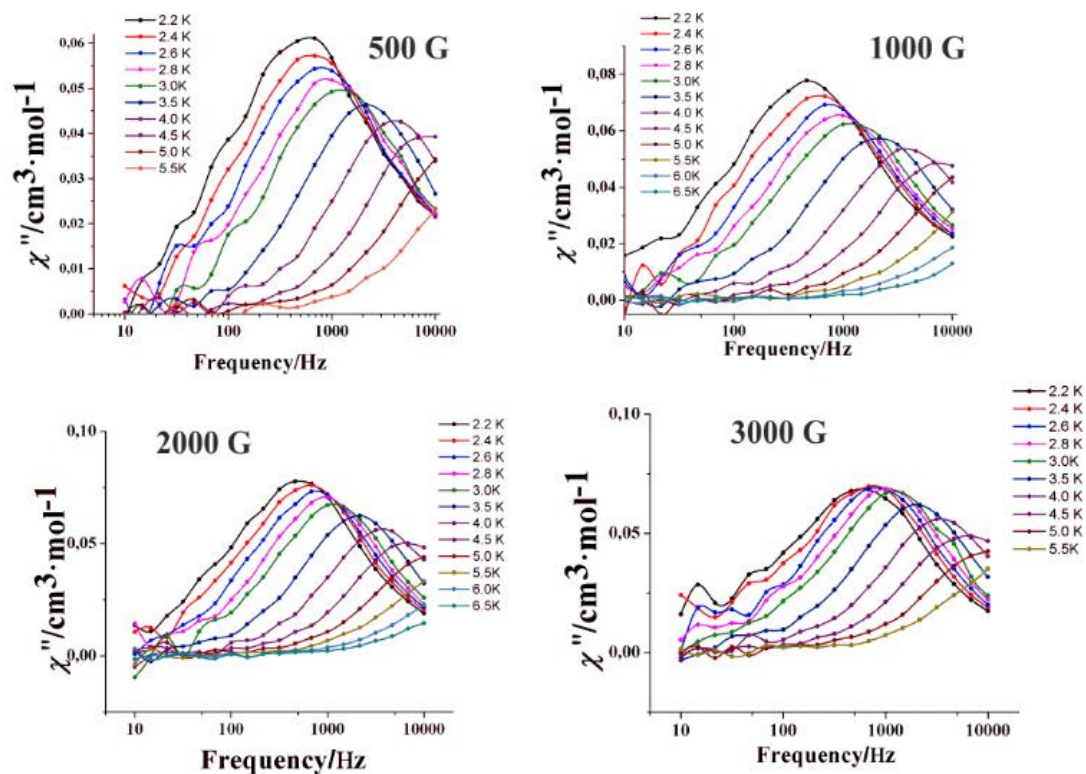 500 G
2.2 K
2.4 K
2.6 K
2.8 K
3.0K
3.5 K
4.0 K
4.5 K
5.0 K
5.5K
0,06
0,05
0,04
0,03
0,02
0,01
0,00
χ"/cm³·mol⁻¹
10
100
1000
10000
Frequency/Hz
1000 G
2.2 K
2.4 K
2.6 K
2.8 K
3.0 K
3.5 K
4.0 K
4.5 K
5.0K
5.5K
6.0K
6.5K
0,08
0,06
0,04
0,02
0,00
χ"/cm³·mol⁻¹
10
100
1000
10000
Frequency/Hz
2000 G
2.2 K
2.4 K
2.6 K
2.8 K
3.0K
3.5 K
4.0 K
4.5 K
5.0 K
5.5K
6.0K
6.5K
0,10
0,05
0,00
χ"/cm³·mol⁻¹
10
100
1000
10000
Frequency/Hz
3000 G
2.2 K
2.4 K
2.6 K
2.8 K
3.0K
3.5 K
4.0 K
4.5 K
5.0 K
5.5K
0,10
0,05
0,00
χ"/cm³·mol⁻¹
10
100
1000
10000
Frequency/Hz